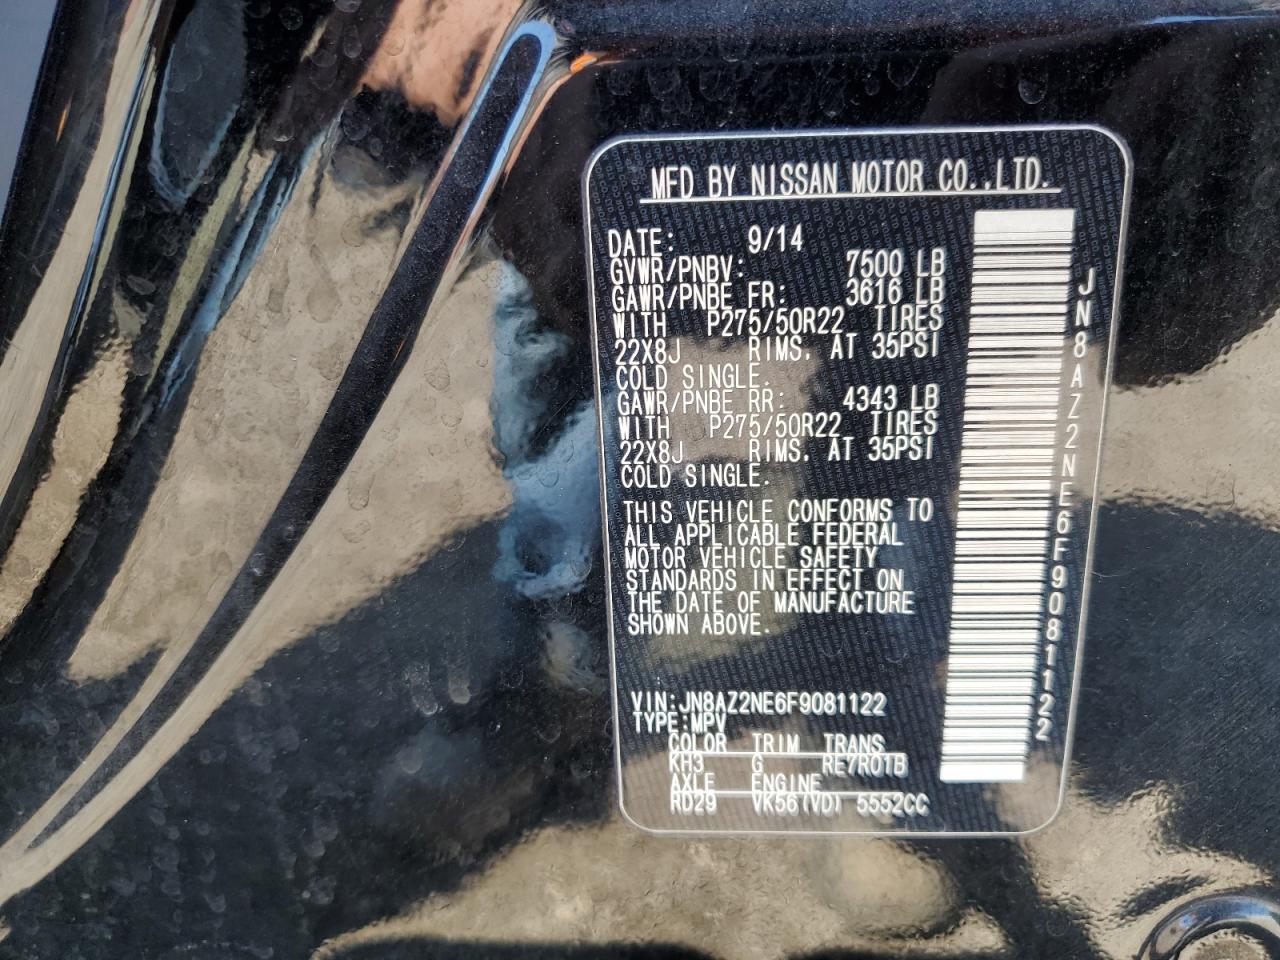 MFD BY NISSAN MOTOR CO.,LTD.
DATE: 9/14
GVWR/PNBV: 7500 LB
GAWR/PNBE FR: 3616 LB
WITH P275/50R22 TIRES
22X8J RIMS, AT 35PSI
COLD SINGLE.
GAWR/PNBE RR: 4343 LB
WITH P275/50R22 TIRES
22X8J RIMS, AT 35PSI
COLD SINGLE.
THIS VEHICLE CONFORMS TO
ALL APPLICABLE FEDERAL
MOTOR VEHICLE SAFETY
STANDARDS IN EFFECT ON
THE DATE OF MANUFACTURE
SHOWN ABOVE.
VIN:JN8AZ2NE6F9081122
TYPE:MPV
COLOR TRIM TRANS
KH3 G RE7R01B
AXLE ENGINE
RD29 VK56(VD) 5552CC
JN8AZ2NE6F9081122